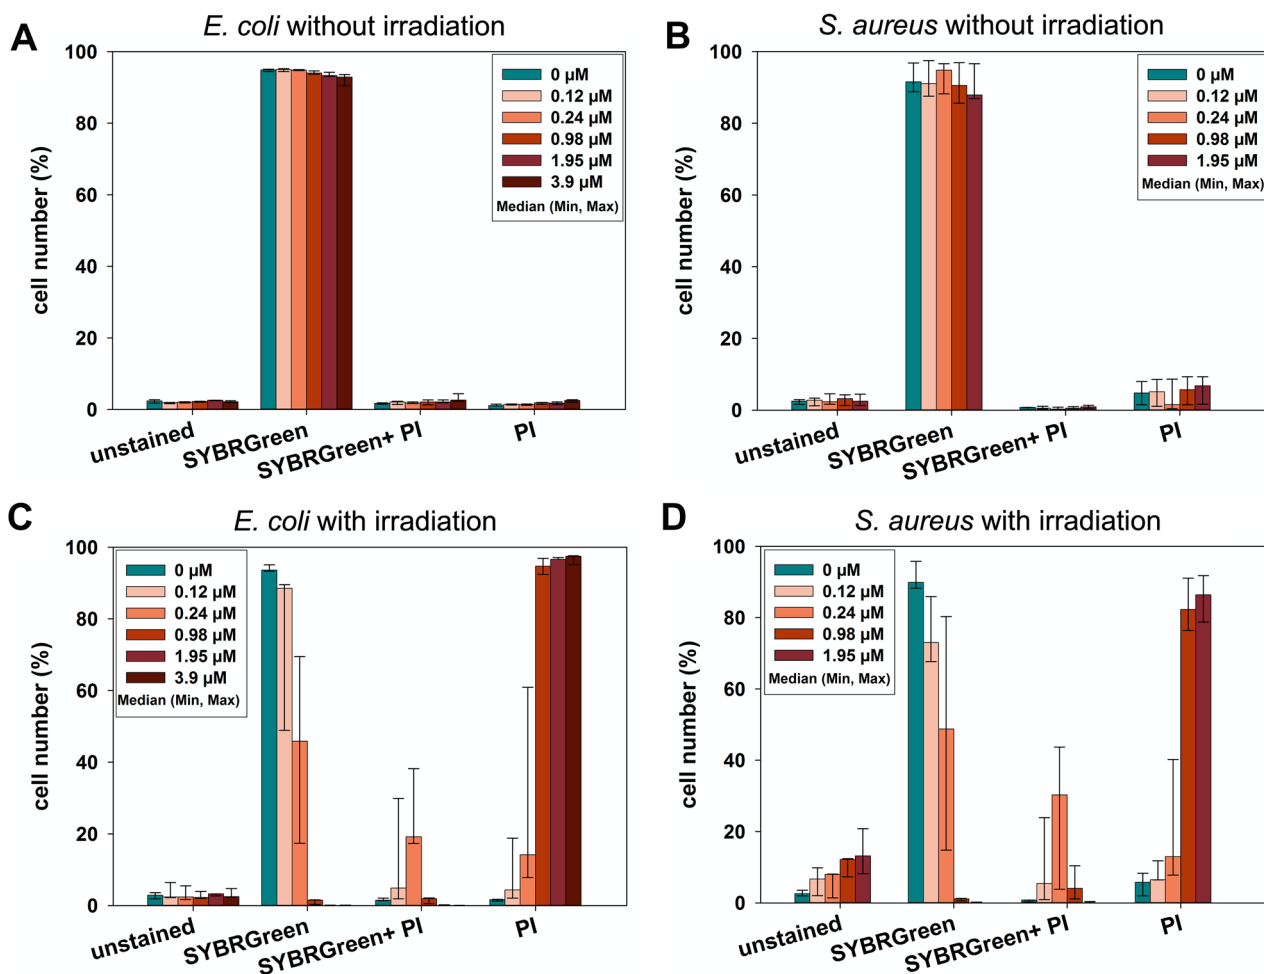 A
E. coli without irradiation
cell number (%)
100
80
60
40
20
0
0 µM
0.12 µM
0.24 µM
0.98 µM
1.95 µM
3.9 µM
Median (Min, Max)
unstained
SYBRGreen
SYBRGreen+ PI
PI
B
S. aureus without irradiation
cell number (%)
100
80
60
40
20
0
0 µM
0.12 µM
0.24 µM
0.98 µM
1.95 µM
Median (Min, Max)
unstained
SYBRGreen
SYBRGreen+ PI
PI
C
E. coli with irradiation
cell number (%)
100
80
60
40
20
0
0 µM
0.12 µM
0.24 µM
0.98 µM
1.95 µM
3.9 µM
Median (Min, Max)
unstained
SYBRGreen
SYBRGreen+ PI
PI
D
S. aureus with irradiation
cell number (%)
100
80
60
40
20
0
0 µM
0.12 µM
0.24 µM
0.98 µM
1.95 µM
Median (Min, Max)
unstained
SYBRGreen
SYBRGreen+ PI
PI